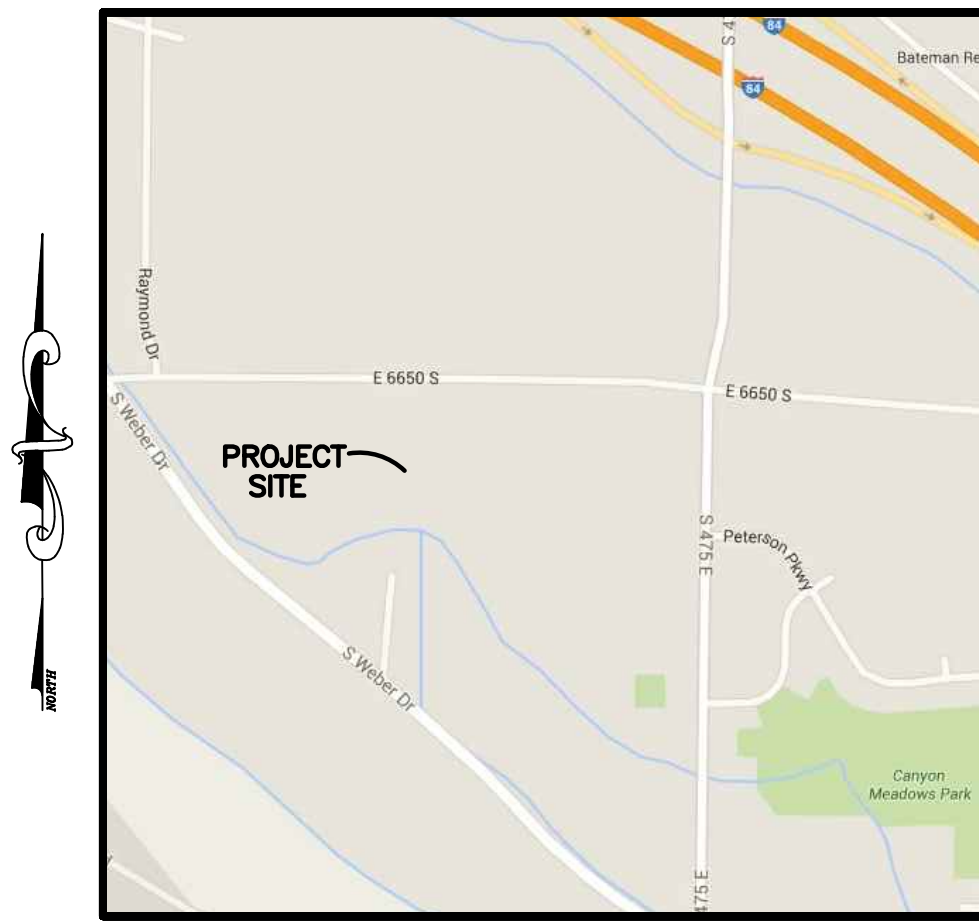 S 47
84
84
Bateman Re
Raymond Dr
E 6650 S
E 6650 S
S Weber Dr
PROJECT
SITE
S 475 E
Peterson Pkwy
S Weber Dr
NORTH
Canyon
Meadows Park
475 E